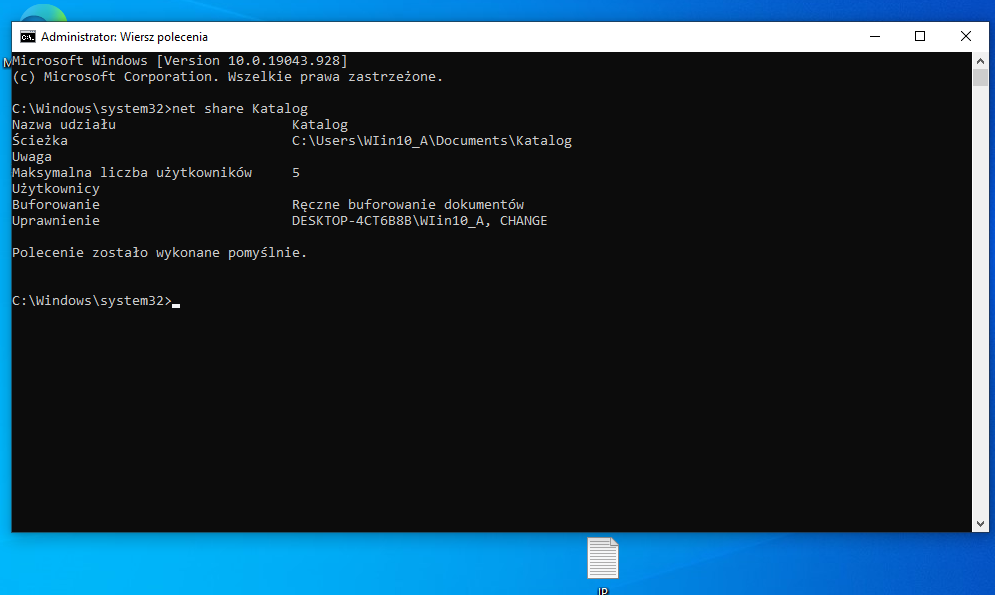 Administrator: Wiersz polecenia
Microsoft Windows [Version 10.0.19043.928]
(c) Microsoft Corporation. Wszelkie prawa zastrzeżone.
C:\Windows\system32>net share Katalog
Nazwa udziału Katalog
Ścieżka C:\Users\WIin10_A\Documents\Katalog
Uwaga
Maksymalna liczba użytkowników 5
Użytkownicy
Buforowanie Ręczne buforowanie dokumentów
Uprawnienie DESKTOP-4CT6B8B\WIin10_A, CHANGE
Polecenie zostało wykonane pomyślnie.
C:\Windows\system32>
IP